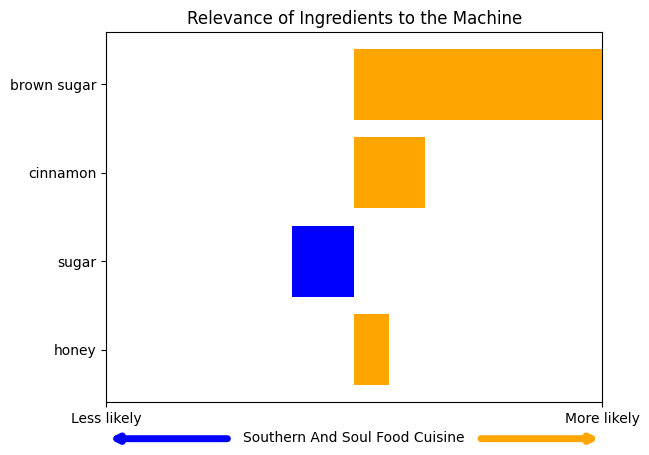 Relevance of Ingredients to the Machine
brown sugar
cinnamon
sugar
honey
Less likely More likely
Southern And Soul Food Cuisine